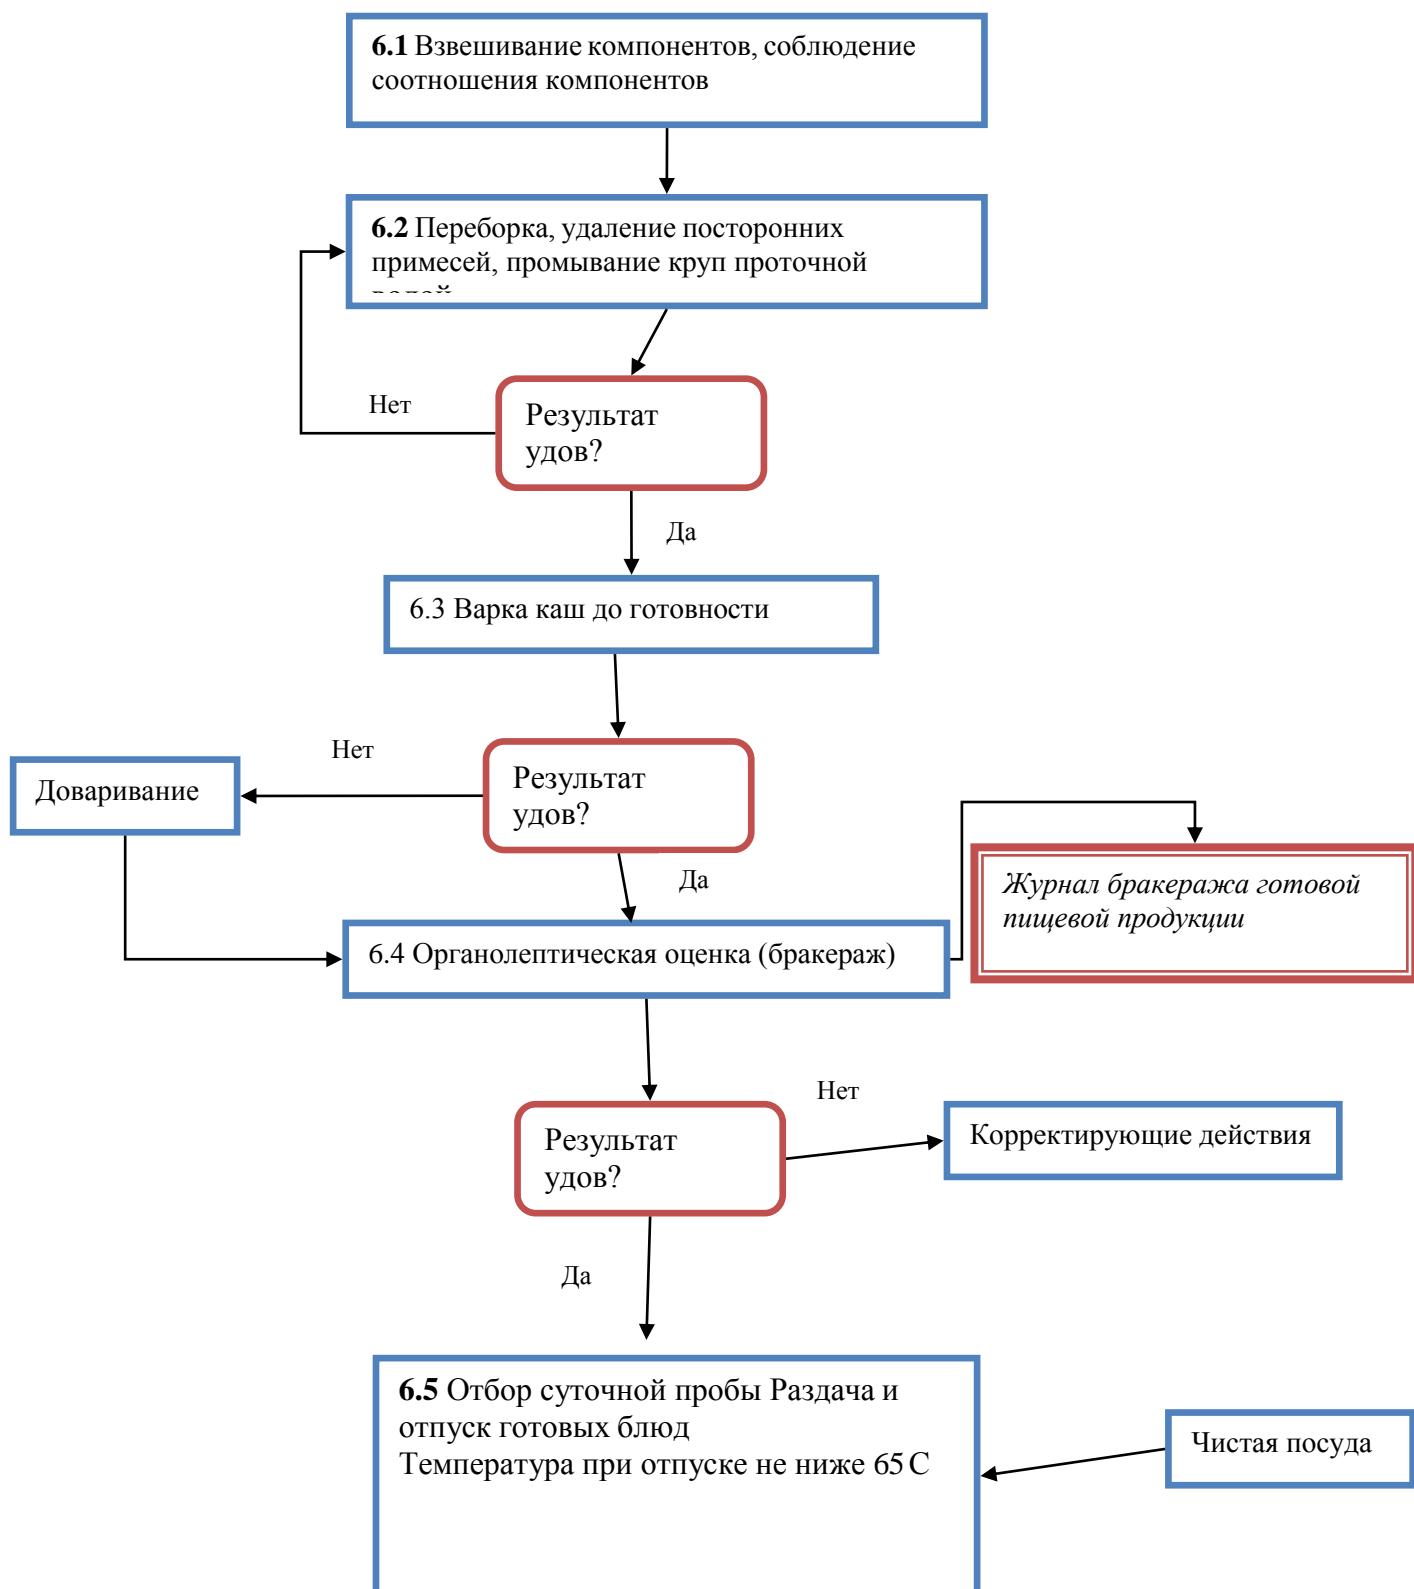 6.1 Взвешивание компонентов, соблюдение
соотношения компонентов
6.2 Переборка, удаление посторонних
примесей, промывание круп проточной
Нет
Результат
удов?
Да
6.3 Варка каш до готовности
Нет
Доваривание
Результат
удов?
Да
Журнал бракеража готовой
пищевой продукции
6.4 Органолептическая оценка (бракераж)
Нет
Результат
удов?
Корректирующие действия
Да
6.5 Отбор суточной пробы Раздача и
отпуск готовых блюд
Температура при отпуске не ниже 65 С
Чистая посуда